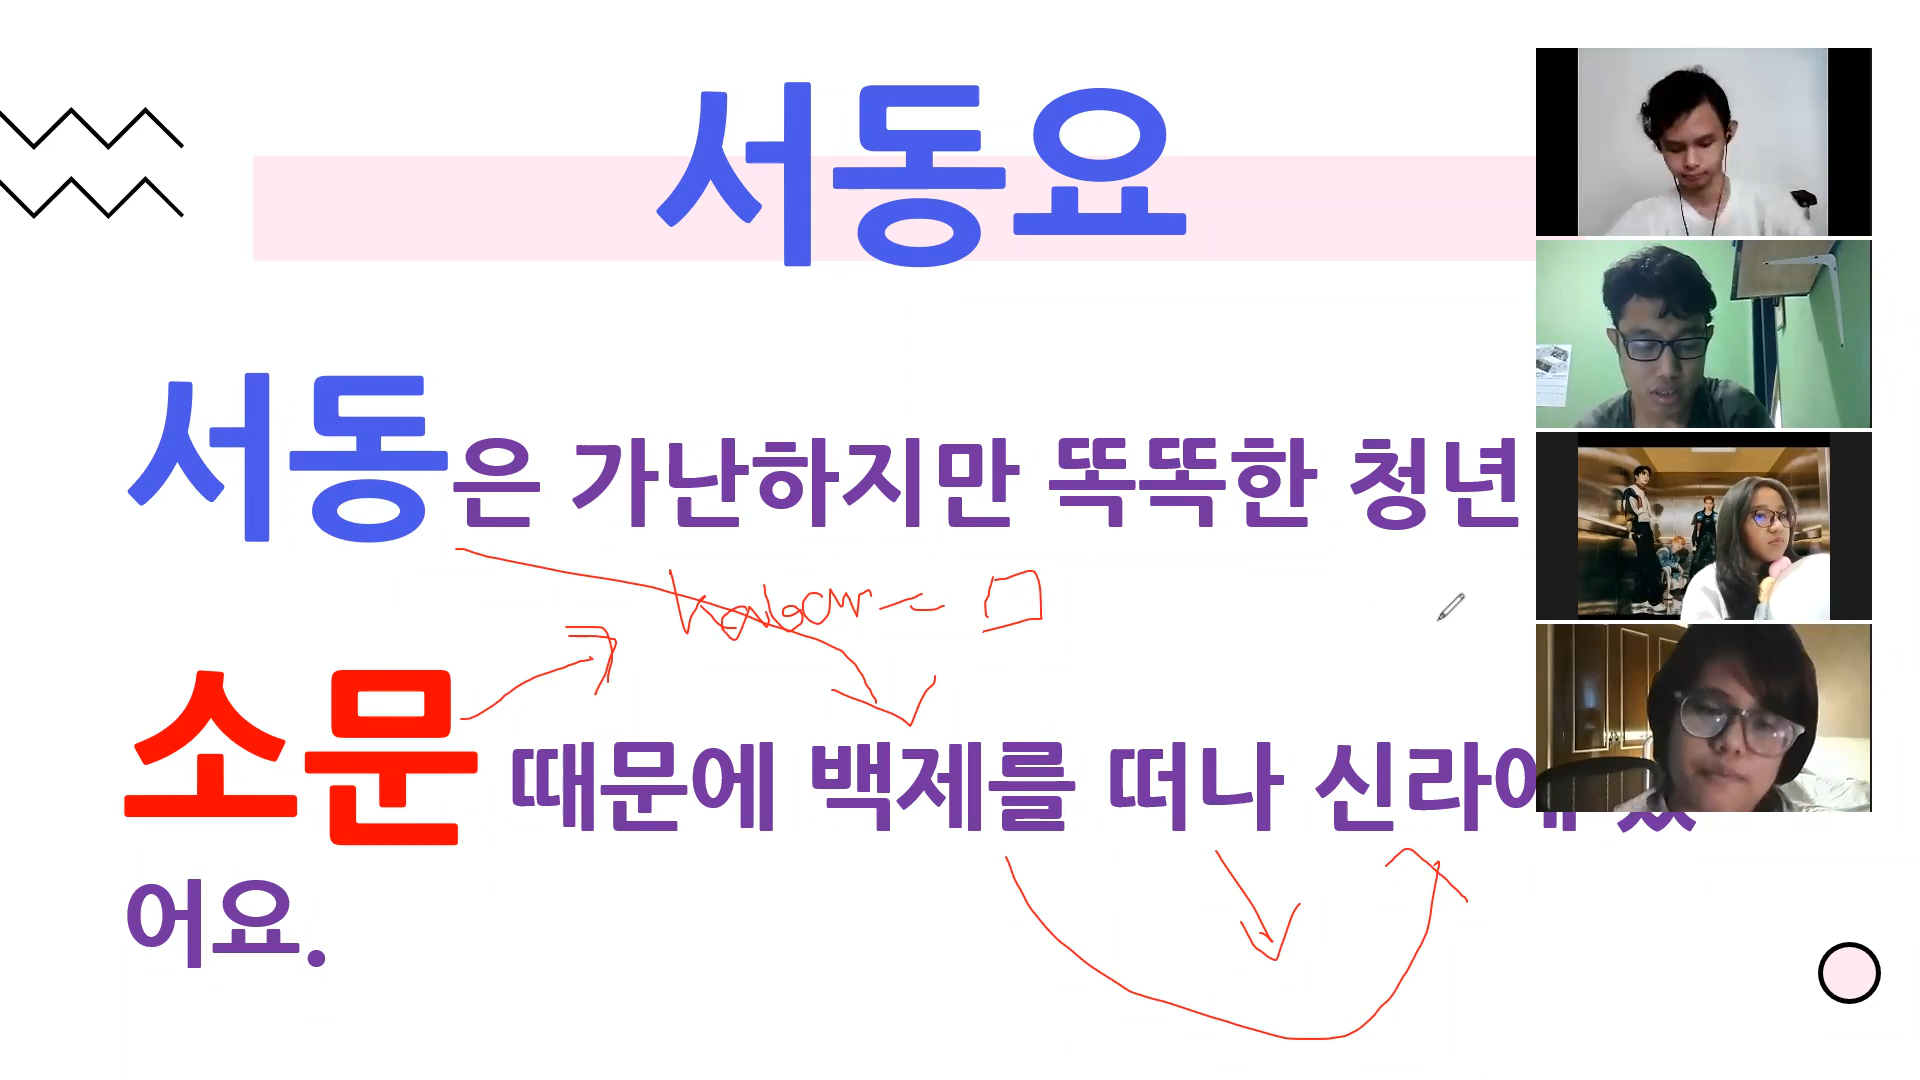 서동요
서동은 가난하지만 똑똑한 청년
kabar =
소문 때문에 백제를 떠나 신라에
어요.